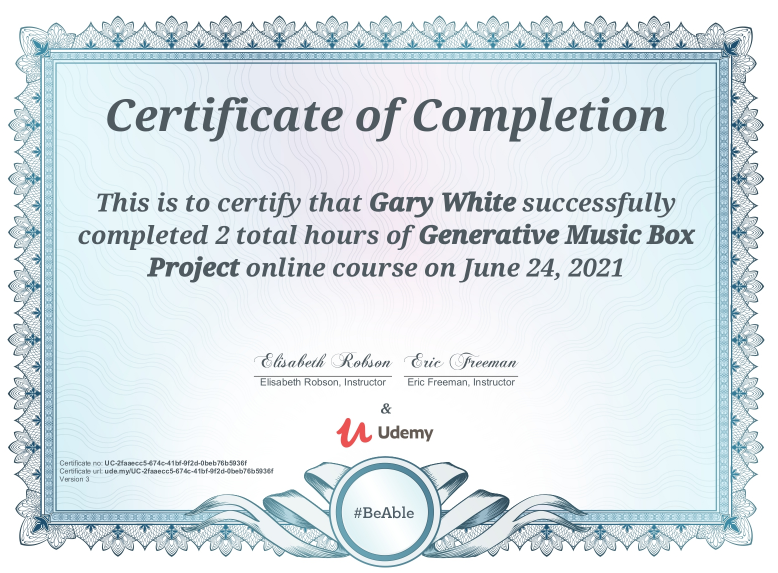 Certificate of Completion
This is to certify that Gary White successfully
completed 2 total hours of Generative Music Box
Project online course on June 24, 2021
Elisabeth Robson Eric Freeman
Elisabeth Robson, Instructor Eric Freeman, Instructor
&
Udemy
Certificate no: UC-2faaecc5-674c-41bf-9f2d-0beb76b5936f
Certificate url: ude.my/UC-2faaecc5-674c-41bf-9f2d-0beb76b5936f
Version 3
#BeAble